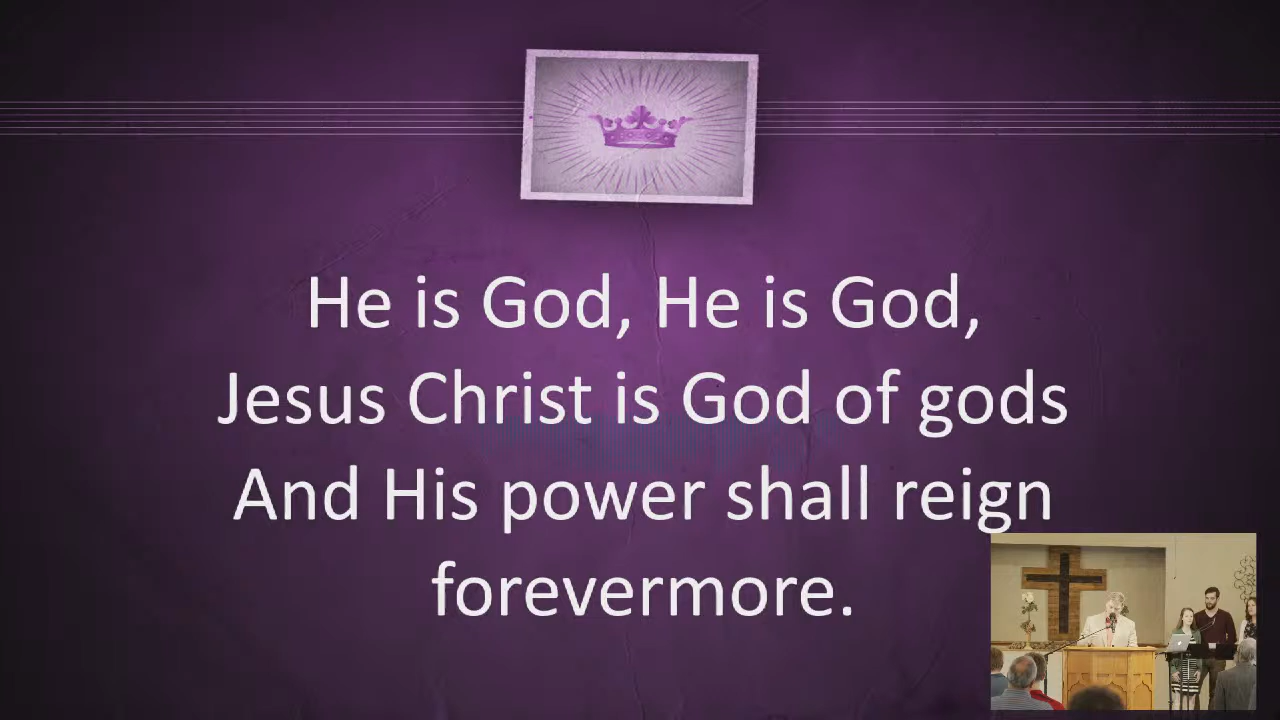 He is God, He is God,
Jesus Christ is God of gods
And His power shall reign
forevermore.